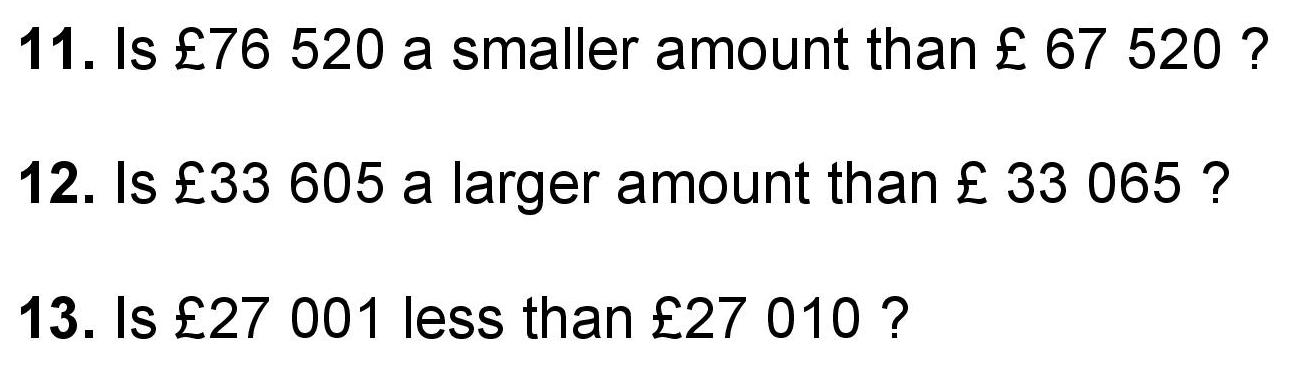 11. Is £76 520 a smaller amount than £ 67 520 ?
12. Is £33 605 a larger amount than £ 33 065 ?
13. Is £27 001 less than £27 010 ?